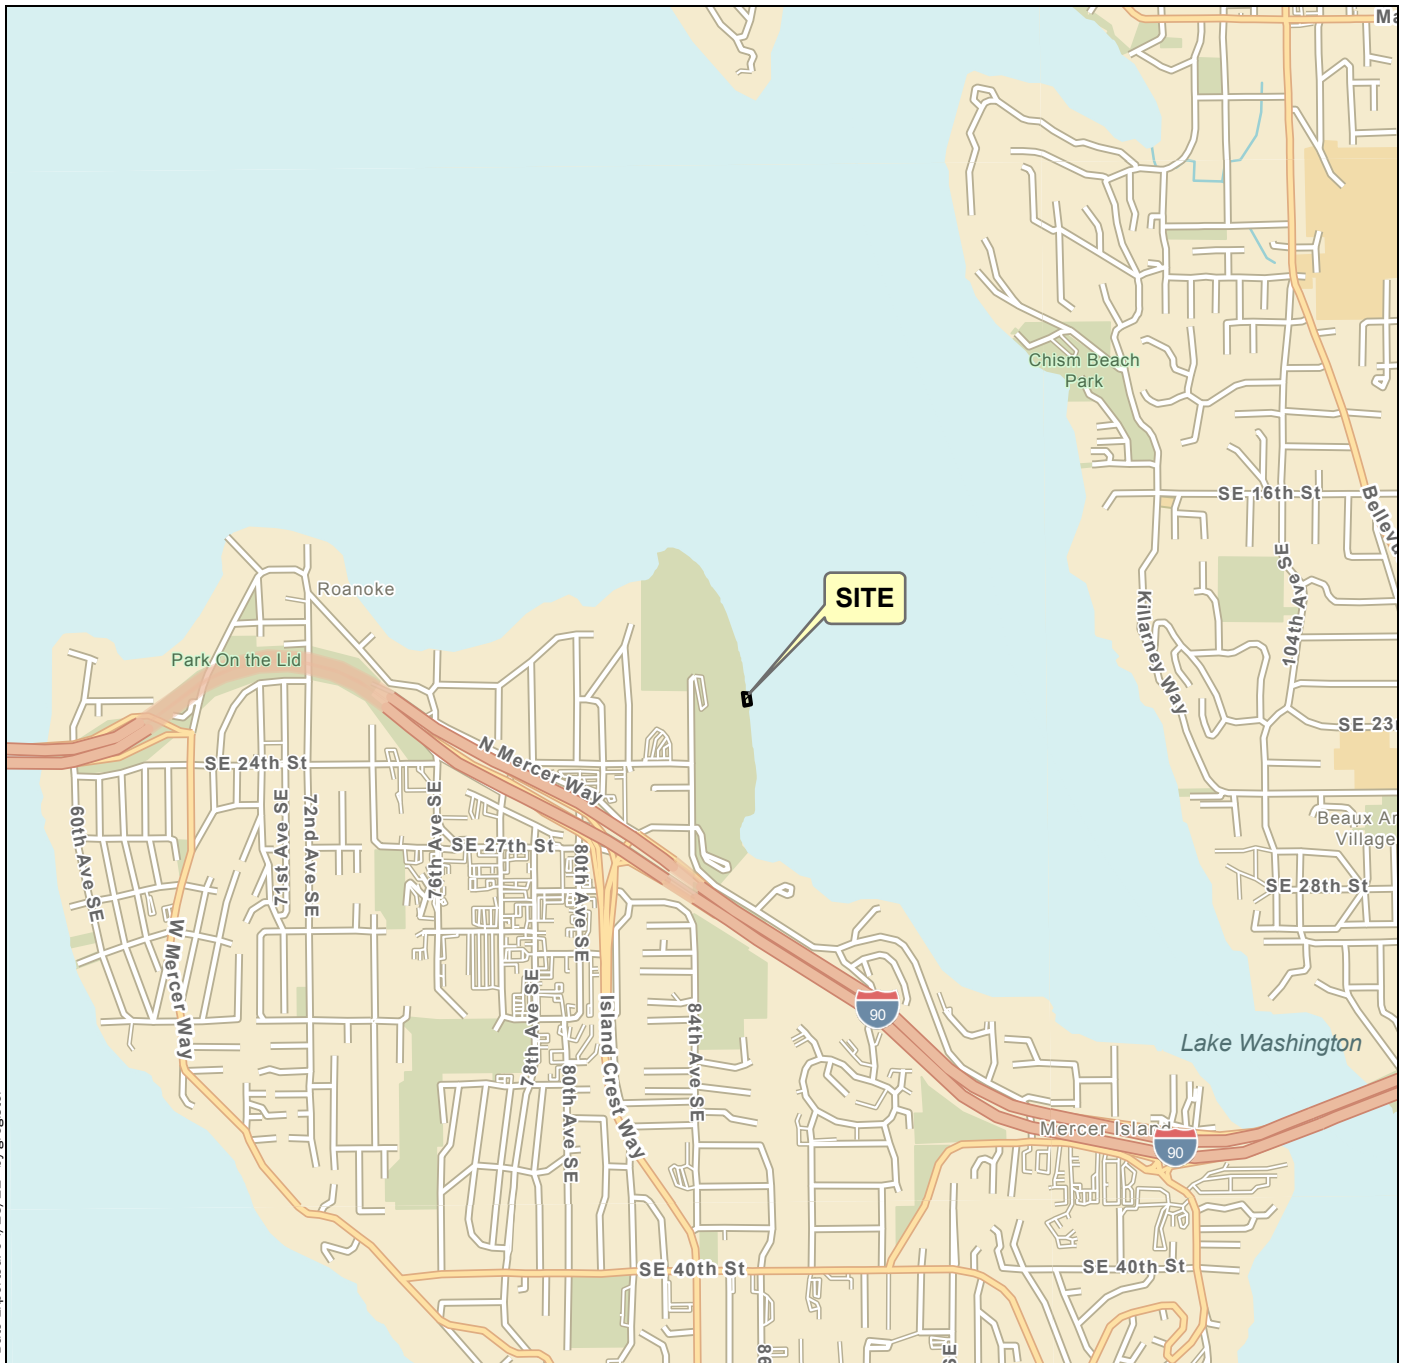 Chism Beach
Park
SE 16th St
104th Ave SE
Killarney Way
SITE
Roanoke
Park On the Lid
SE 23
N Mercer Way
SE 24th St
60th Ave SE
71st Ave SE
72nd Ave SE
76th Ave SE
SE 27th St
80th Ave SE
Village
SE 28th St
W Mercer Way
78th Ave SE
80th Ave SE
Island Crest Way
84th Ave SE
90
Lake Washington
Mercer Island
90
SE 40th St
SE 40th St
SE